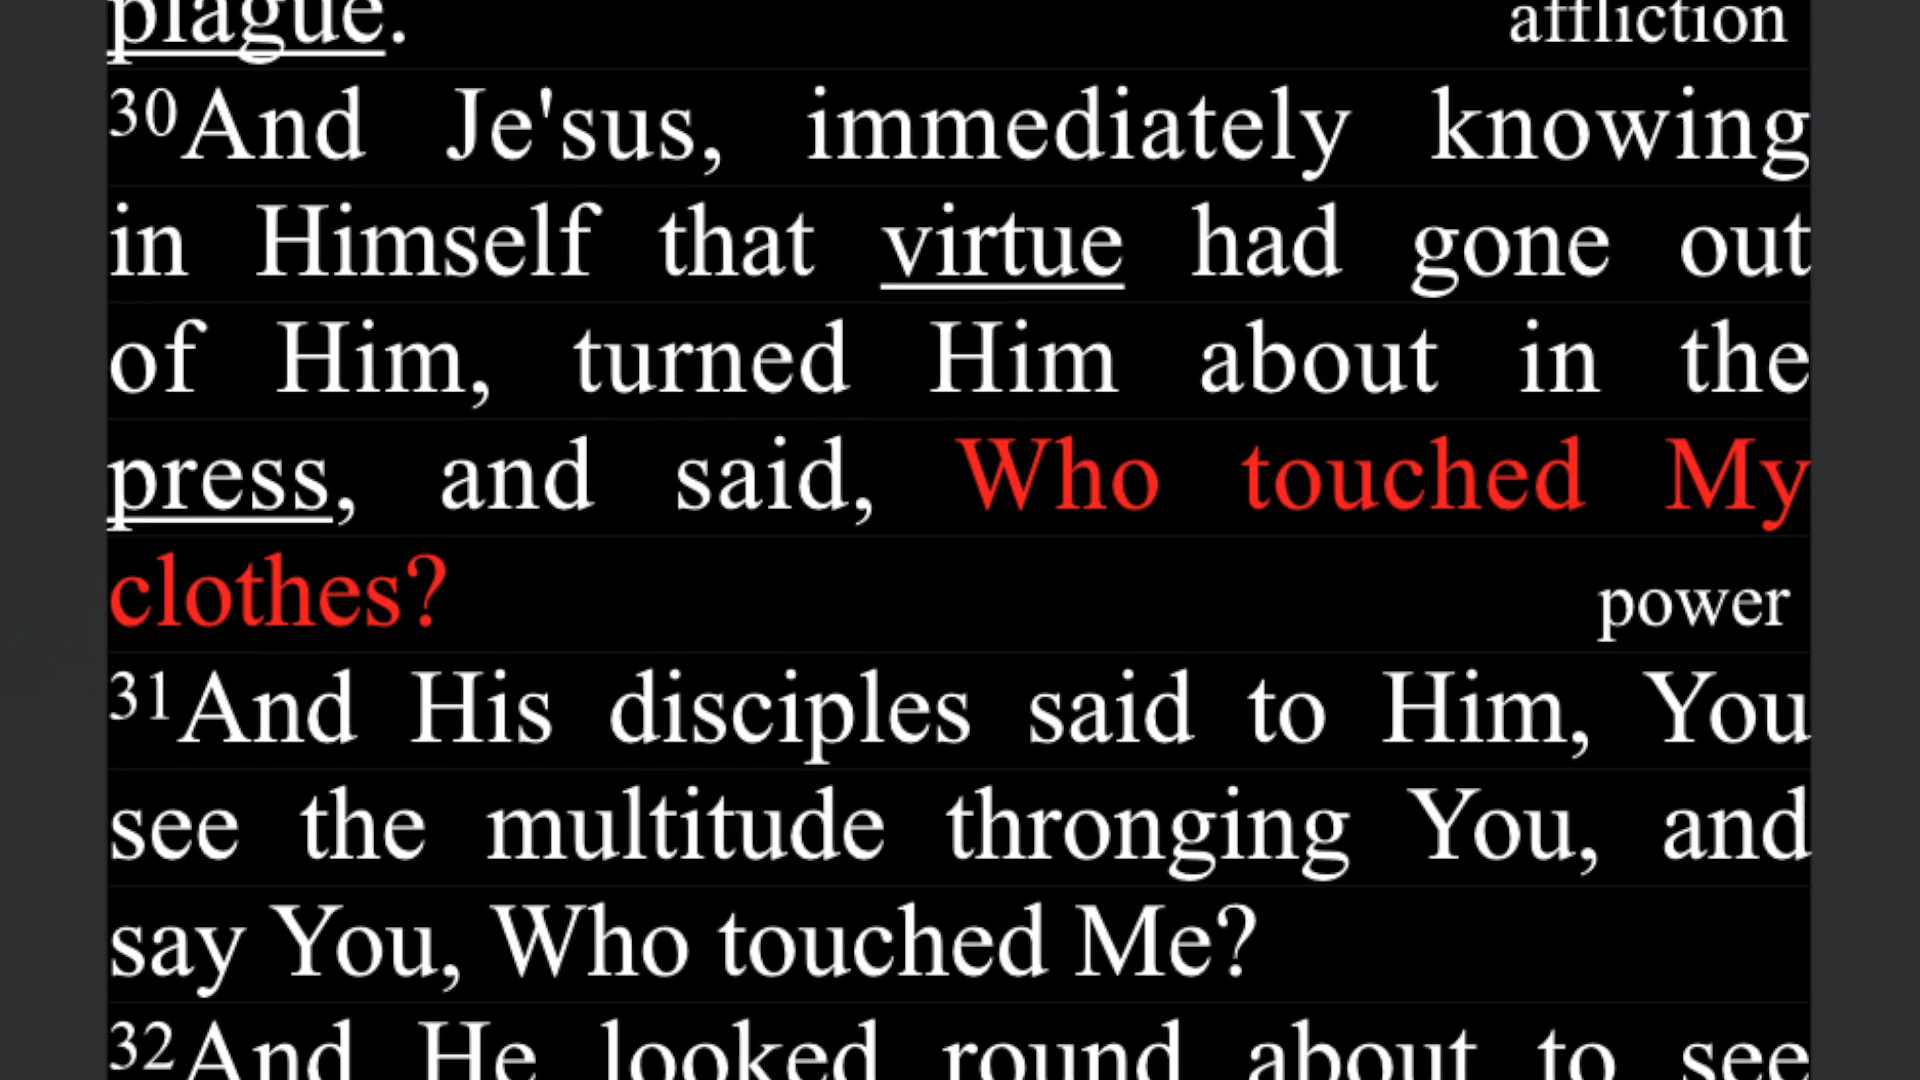 plague. affliction
30And Je'sus, immediately knowing
in Himself that virtue had gone out
of Him, turned Him about in the
press, and said, Who touched My
clothes? power
31And His disciples said to Him, You
see the multitude thronging You, and
say You, Who touched Me?
32And He looked round about to see